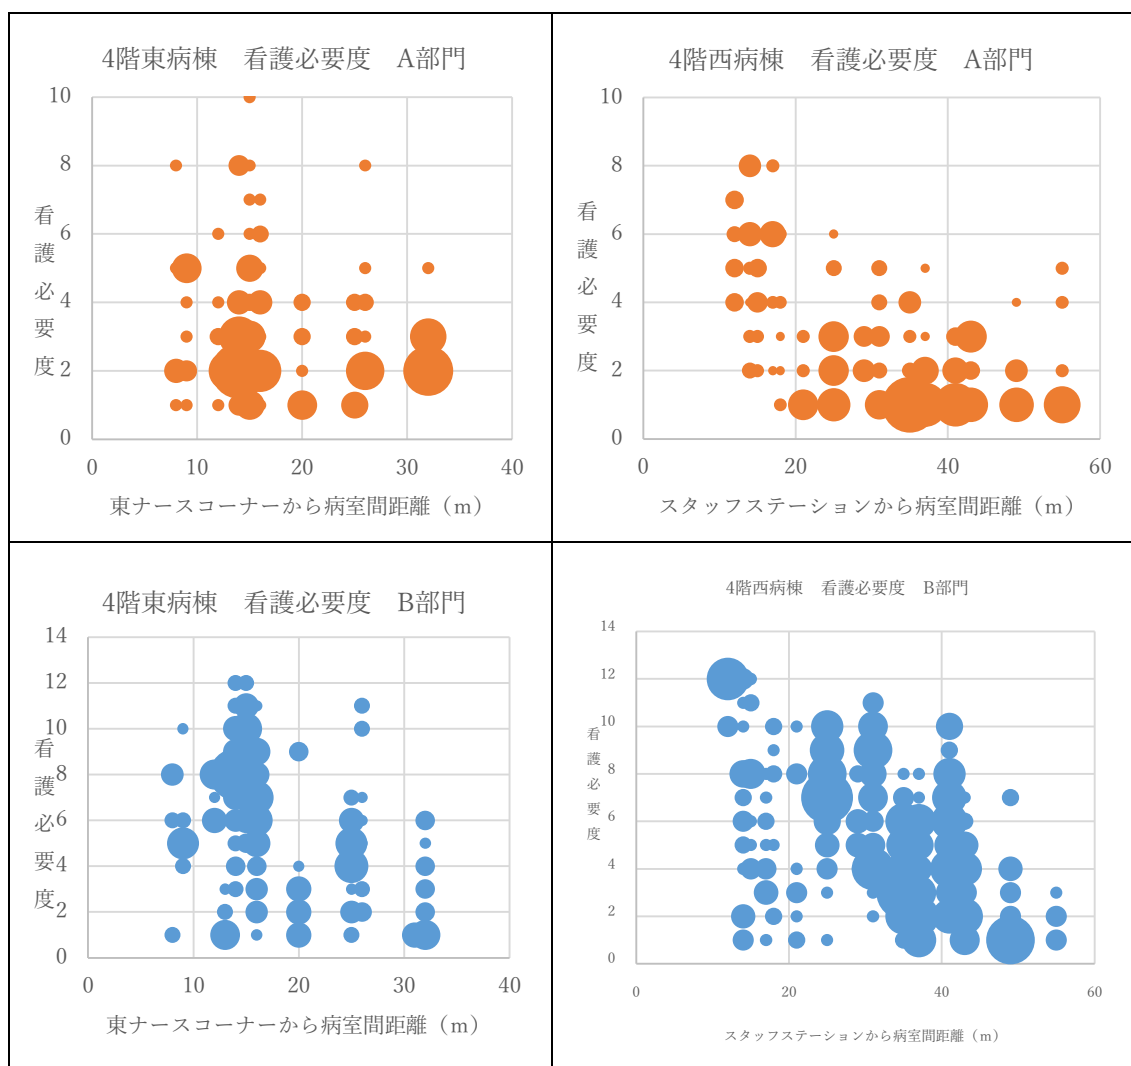 4階東病棟　看護必要度　A部門
10
8
6
4
2
0
看護必要度
0 10 20 30 40
東ナースコーナーから病室間距離（m）
4階西病棟　看護必要度　A部門
10
8
6
4
2
0
看護必要度
0 20 40 60
スタッフステーションから病室間距離（m）
4階東病棟　看護必要度　B部門
14
12
10
8
6
4
2
0
看護必要度
0 10 20 30 40
東ナースコーナーから病室間距離（m）
4階西病棟　看護必要度　B部門
14
12
10
8
6
4
2
0
看護必要度
0 20 40 60
スタッフステーションから病室間距離（m）